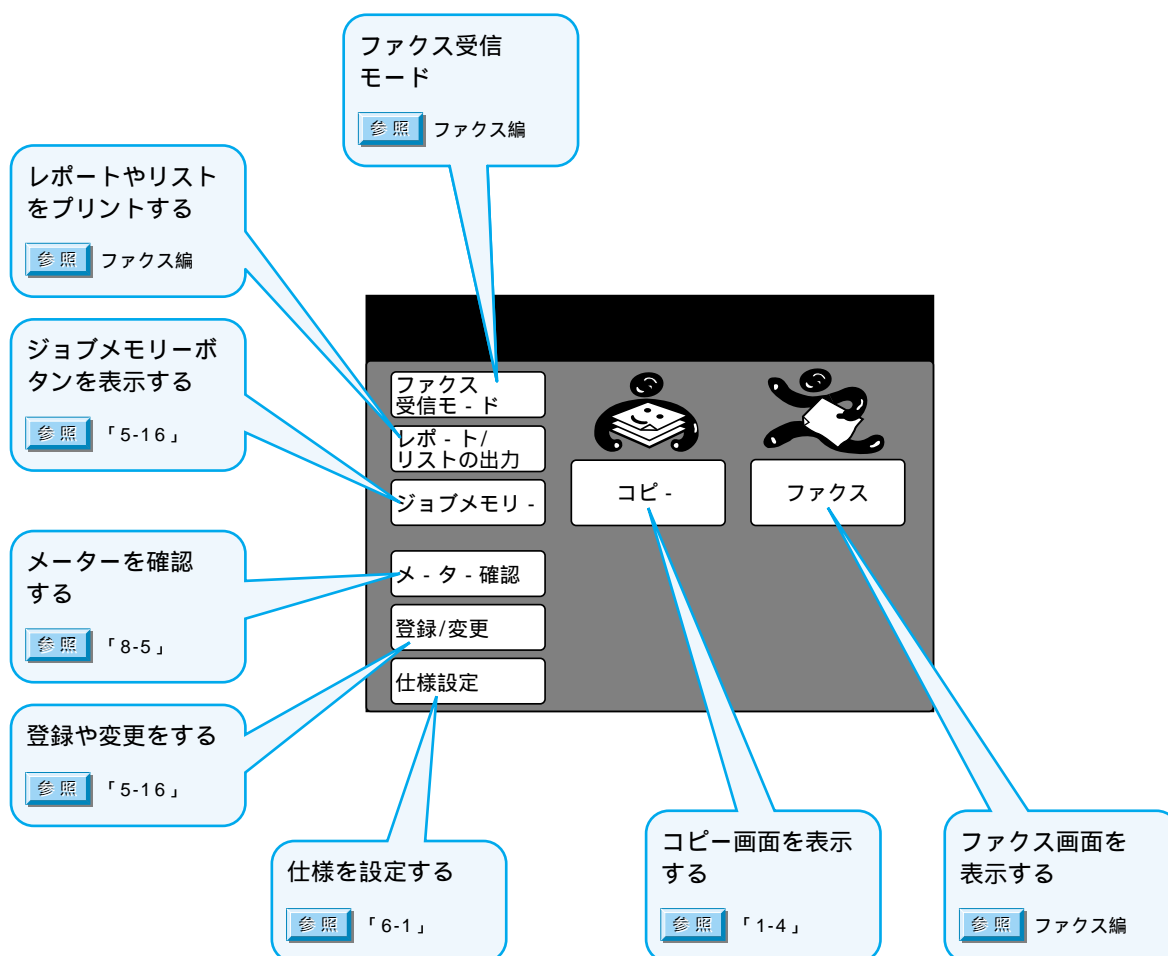 ファクス受信
モード
参照 ファクス編
レポートやリスト
をプリントする
参照 ファクス編
ジョブメモリーボ
タンを表示する
参照 「5-16」
メーターを確認
する
参照 「8-5」
登録や変更をする
参照 「5-16」
ファクス
受信モ-ド
レポ-ト/
リストの出力
ジョブメモリ-
メ-タ-確認
登録/変更
仕様設定
コピ-
ファクス
仕様を設定する
参照 「6-1」
コピー画面を表示
する
参照 「1-4」
ファクス画面を
表示する
参照 ファクス編